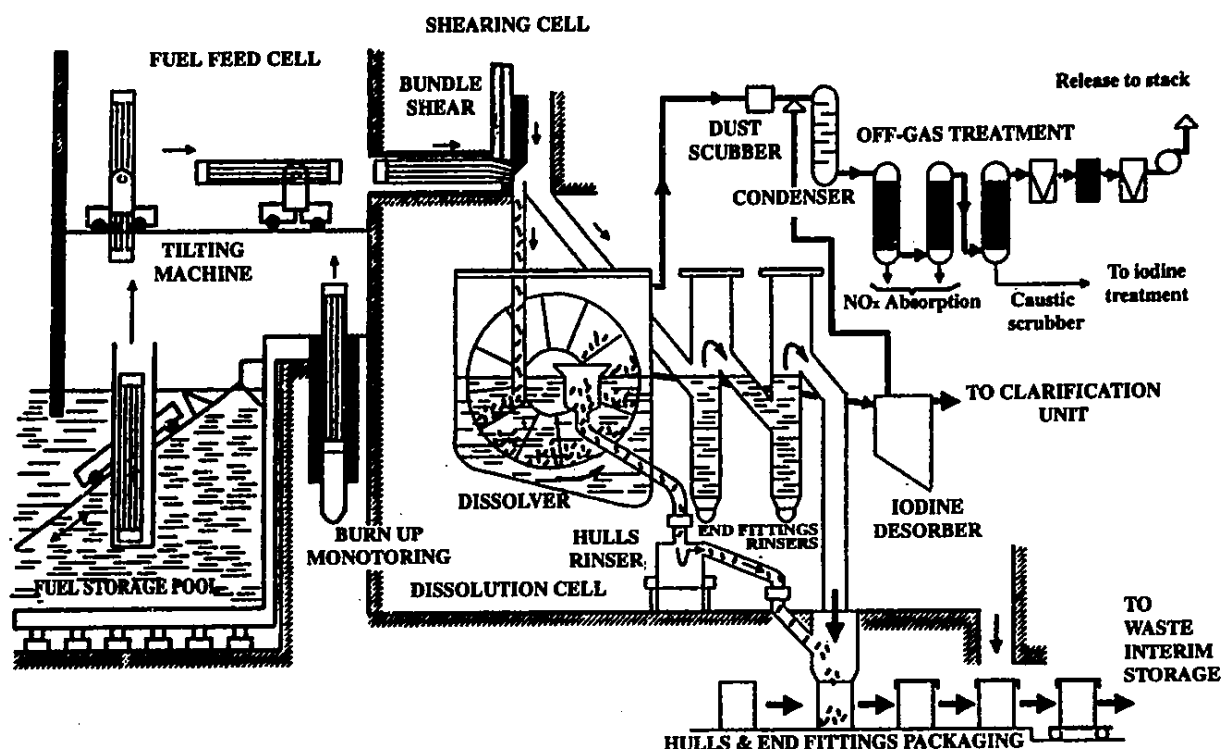 SHEARING CELL
FUEL FEED CELL
BUNDLE
SHEAR
Release to stack
DUST
SCUBBER
OFF-GAS TREATMENT
CONDENSER
TILTING
MACHINE
NOx Absorption
Caustic
scrubber
To iodine
treatment
TO CLARIFICATION
UNIT
DISSOLVER
END FITTINGS
RINSERS
IODINE
DESORBER
BURN UP
MONOTORING
HULLS
RINSER
FUEL STORAGE POOL
DISSOLUTION CELL
TO
WASTE
INTERIM
STORAGE
HULLS & END FITTINGS PACKAGING